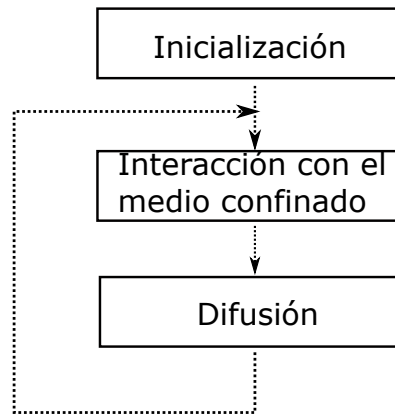 Inicialización
Interacción con el
medio confinado
Difusión